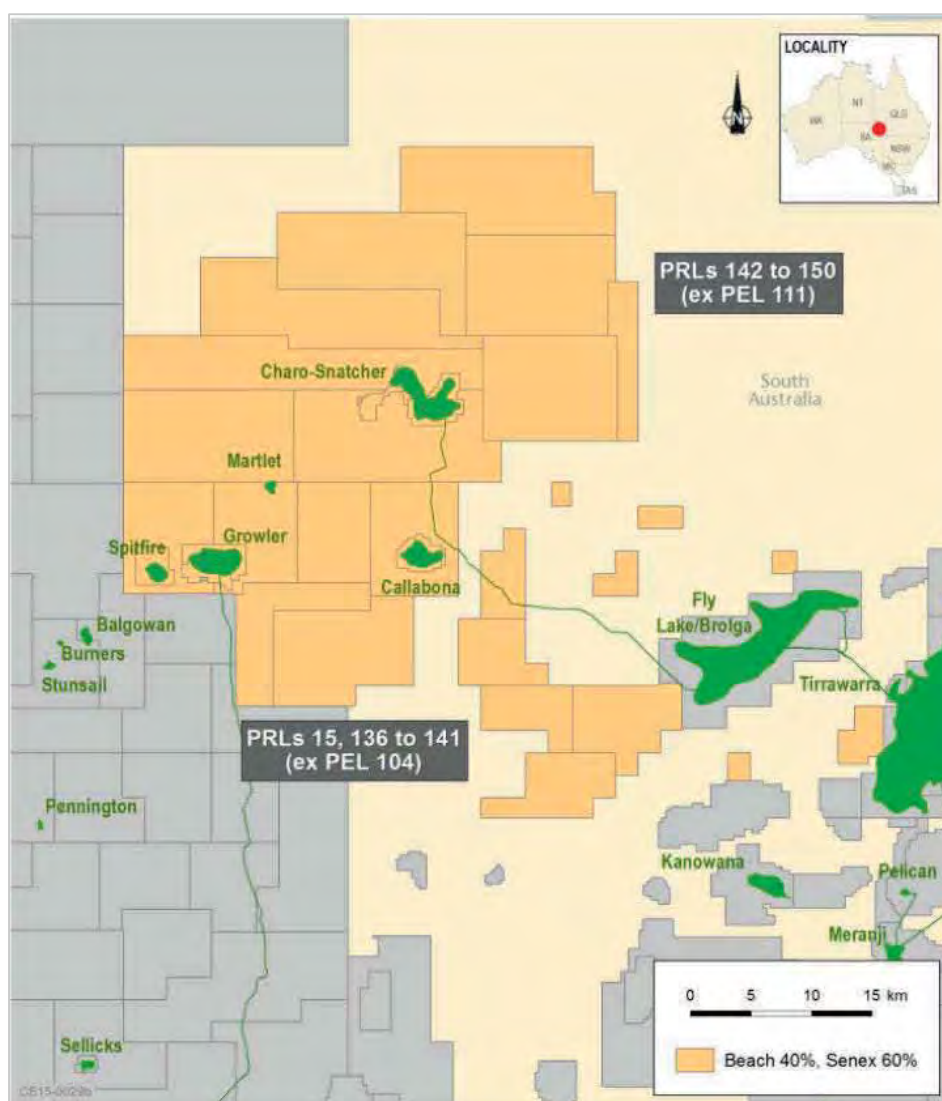 LOCALITY
NT
QLD
WA
SA
NSW
VIC
TAS
N
PRLs 142 to 150
(ex PEL 111)
Charo-Snatcher
South
Australia
Martlet
Spitfire
Growler
Callabona
Fly
Lake/Brolga
Balgowan
Burners
Stunsail
Tirrawarra
PRLs 15, 136 to 141
(ex PEL 104)
Pennington
Kanowana
Pelican
Meranji
0 5 10 15 km
Sellicks
Beach 40%, Senex 60%
CB15-0029b